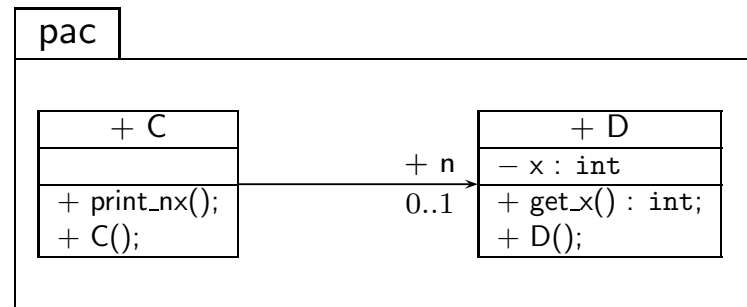 pac
+ C
+ print_nx();
+ C();
+ n
0..1
+ D
− x : int
+ get_x() : int;
+ D();